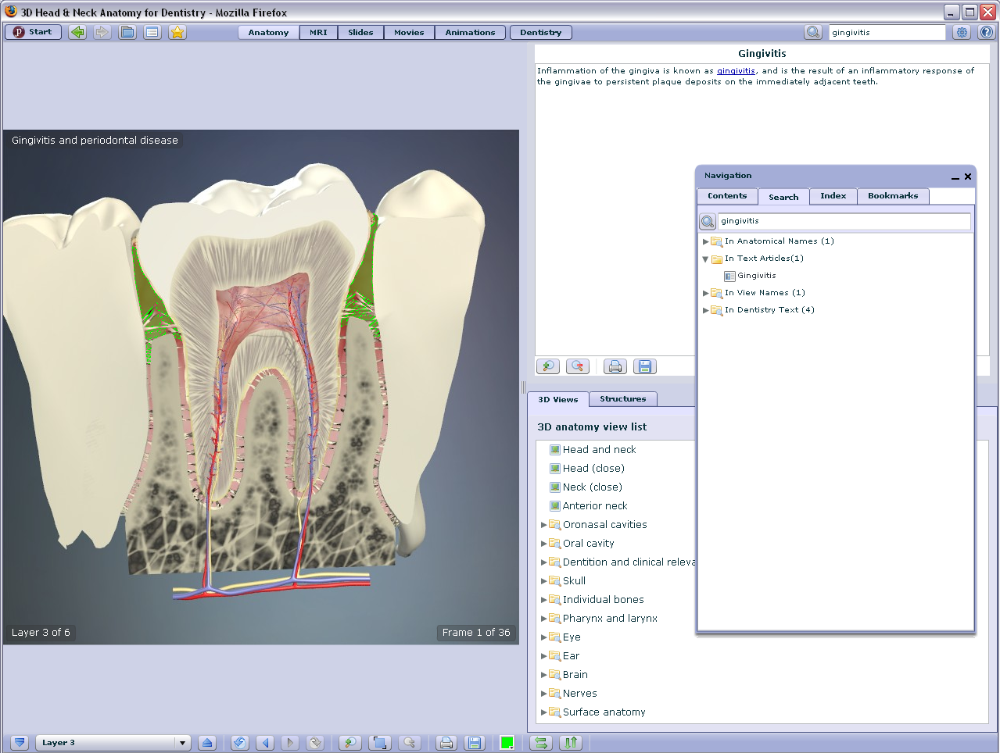 3D Head & Neck Anatomy for Dentistry - Mozilla Firefox
Start
Anatomy
MRI
Slides
Movies
Animations
Dentistry
gingivitis
Gingivitis and periodontal disease
Layer 3 of 6
Frame 1 of 36
Gingivitis
Inflammation of the gingiva is known as gingivitis, and is the result of an inflammatory response of
the gingivae to persistent plaque deposits on the immediately adjacent teeth.
Navigation
Contents
Search
Index
Bookmarks
gingivitis
In Anatomical Names (1)
In Text Articles(1)
Gingivitis
In View Names (1)
In Dentistry Text (4)
3D Views
Structures
3D anatomy view list
Head and neck
Head (close)
Neck (close)
Anterior neck
Oronasal cavities
Oral cavity
Dentition and clinical releva
Skull
Individual bones
Pharynx and larynx
Eye
Ear
Brain
Nerves
Surface anatomy
Layer 3